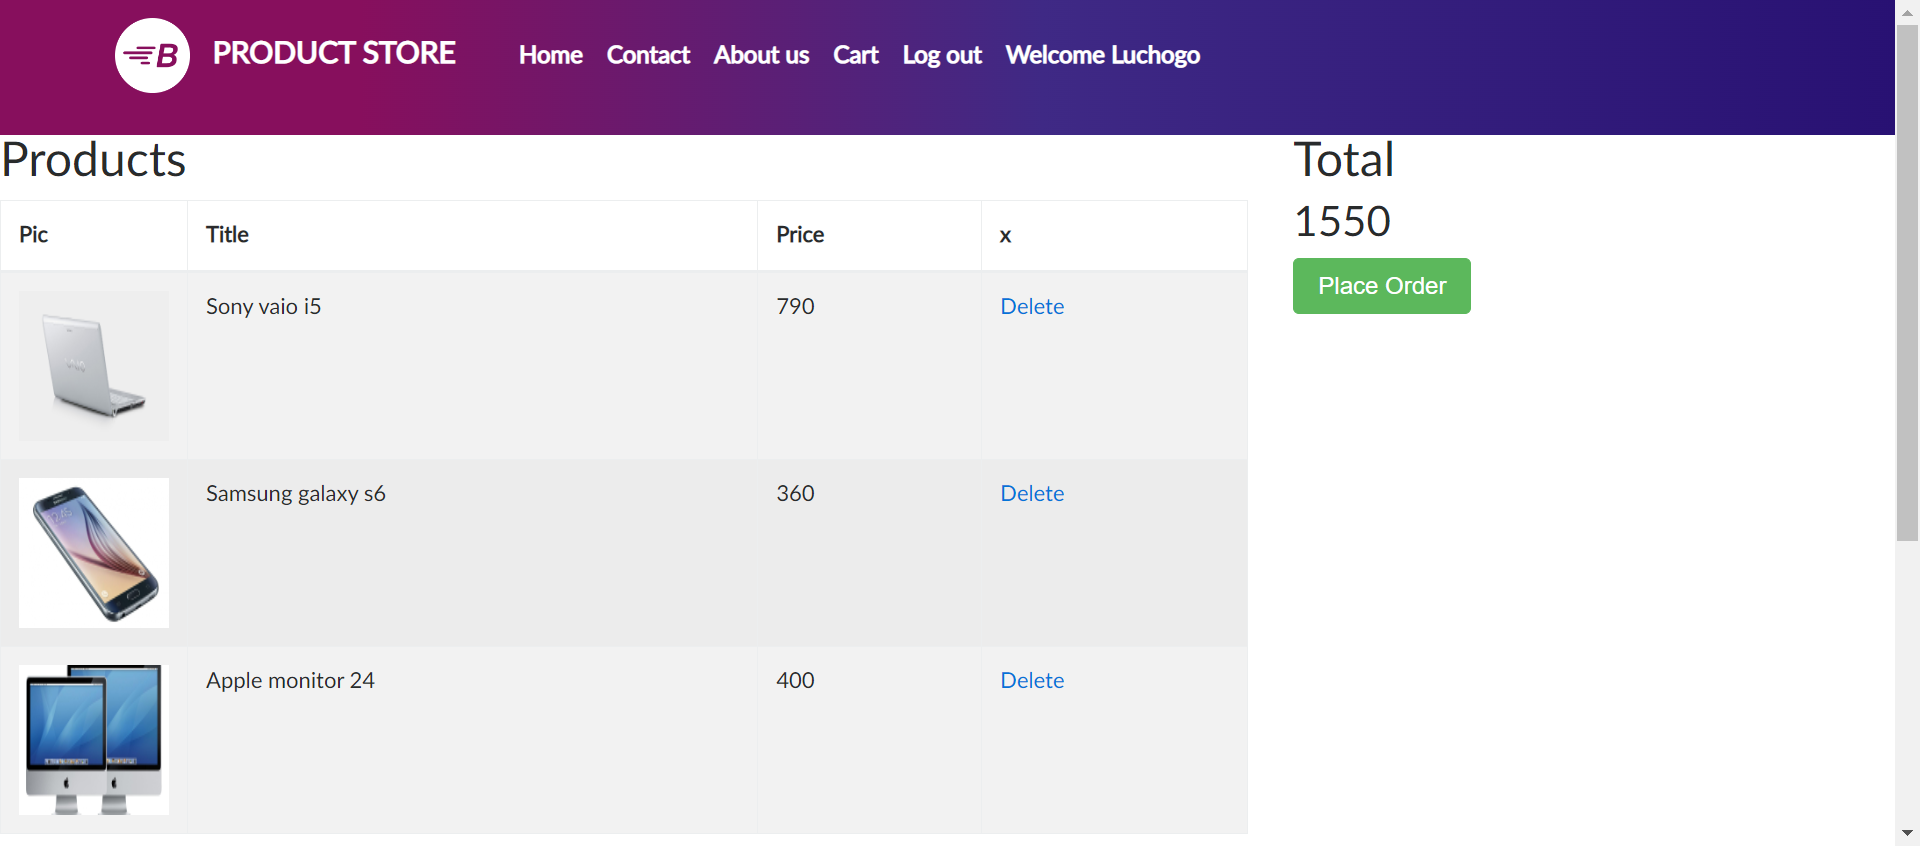 B PRODUCT STORE Home Contact About us Cart Log out Welcome Luchogo
Products
Total
1550
Place Order
Pic Title Price x
Sony vaio i5 790 Delete
VAIO
Samsung galaxy s6 360 Delete
Apple monitor 24 400 Delete